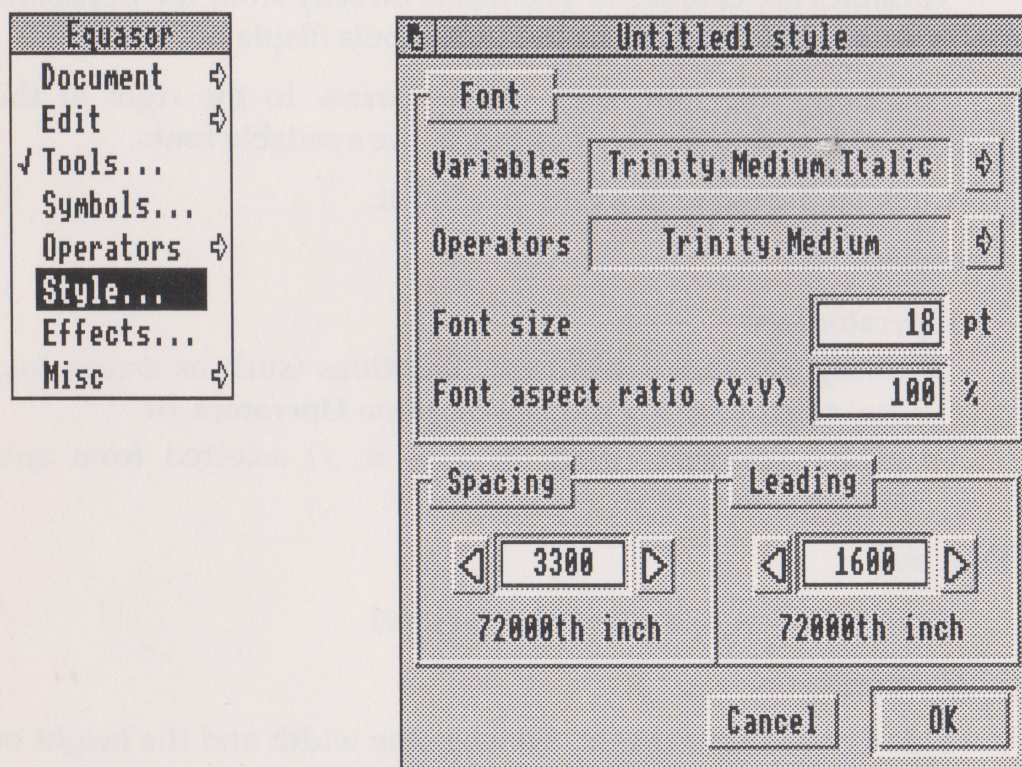 Equasor
Document
Edit
√ Tools...
Symbols...
Operators
Style...
Effects...
Misc
Untitled1 style
Font
Variables Trinity.Medium.Italic
Operators Trinity.Medium
Font size 18 pt
Font aspect ratio (X:Y) 100 %
Spacing
3300
72000th inch
Leading
1600
72000th inch
Cancel OK